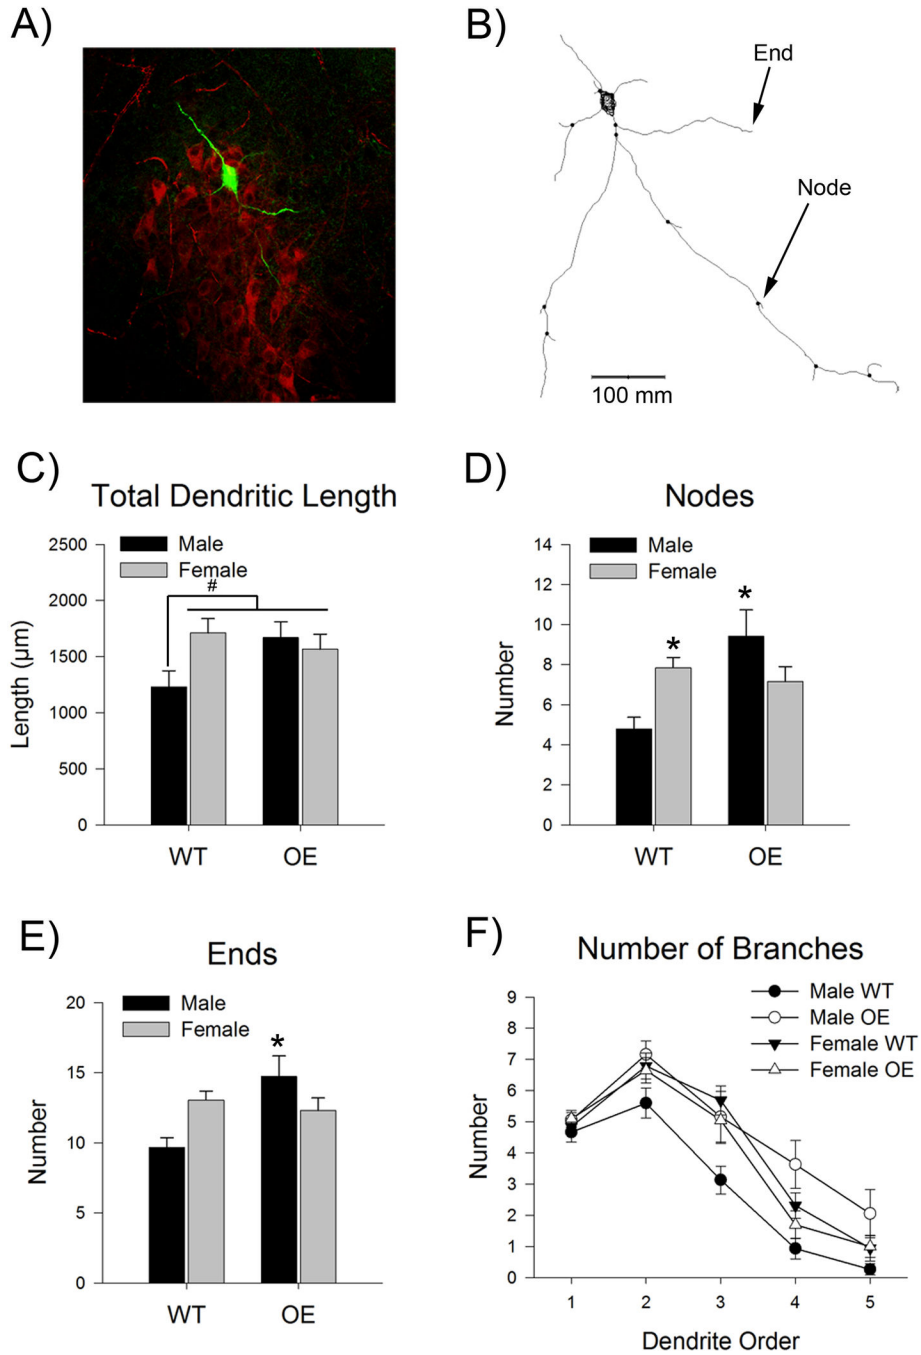 A)
B)
End
Node
100 mm
C)
Total Dendritic Length
2500
2000
1500
1000
500
0
Length (µm)
Male
Female
#
WT
OE
D)
Nodes
14
12
10
8
6
4
2
0
Number
Male
Female
*
*
WT
OE
E)
Ends
20
15
10
5
0
Number
Male
Female
*
WT
OE
F)
Number of Branches
Male WT
Male OE
Female WT
Female OE
9
8
7
6
5
4
3
2
1
0
Number
1 2 3 4 5
Dendrite Order